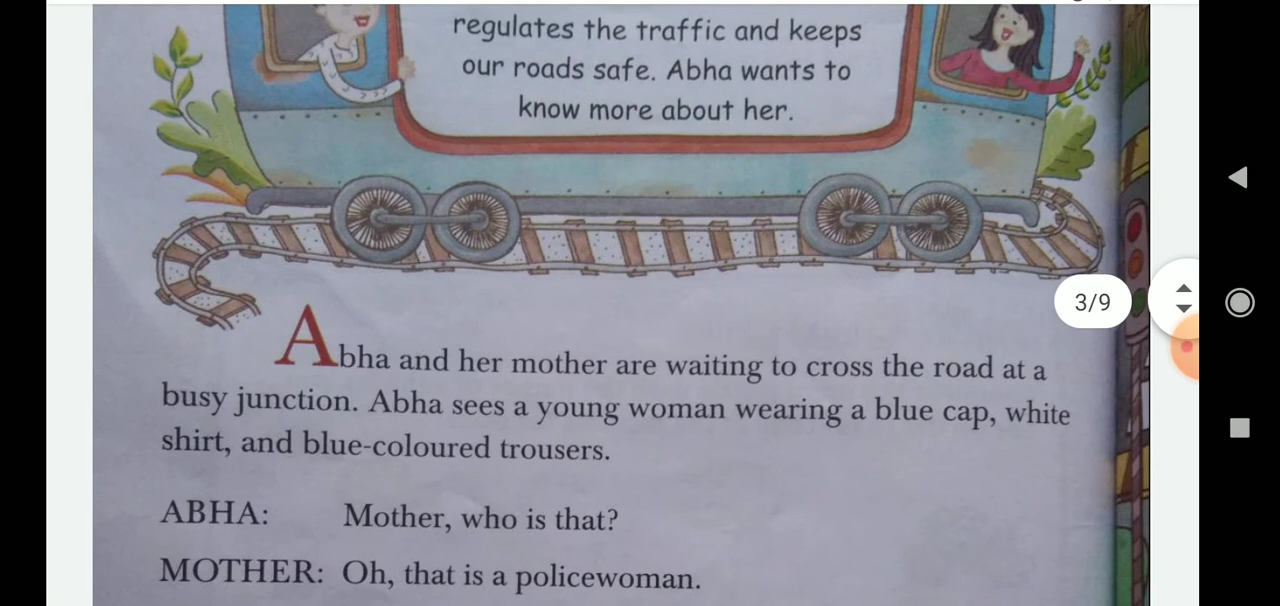 regulates the traffic and keeps
our roads safe. Abha wants to
know more about her.
3/9
Abha and her mother are waiting to cross the road at a
busy junction. Abha sees a young woman wearing a blue cap, white
shirt, and blue-coloured trousers.
ABHA: Mother, who is that?
MOTHER: Oh, that is a policewoman.